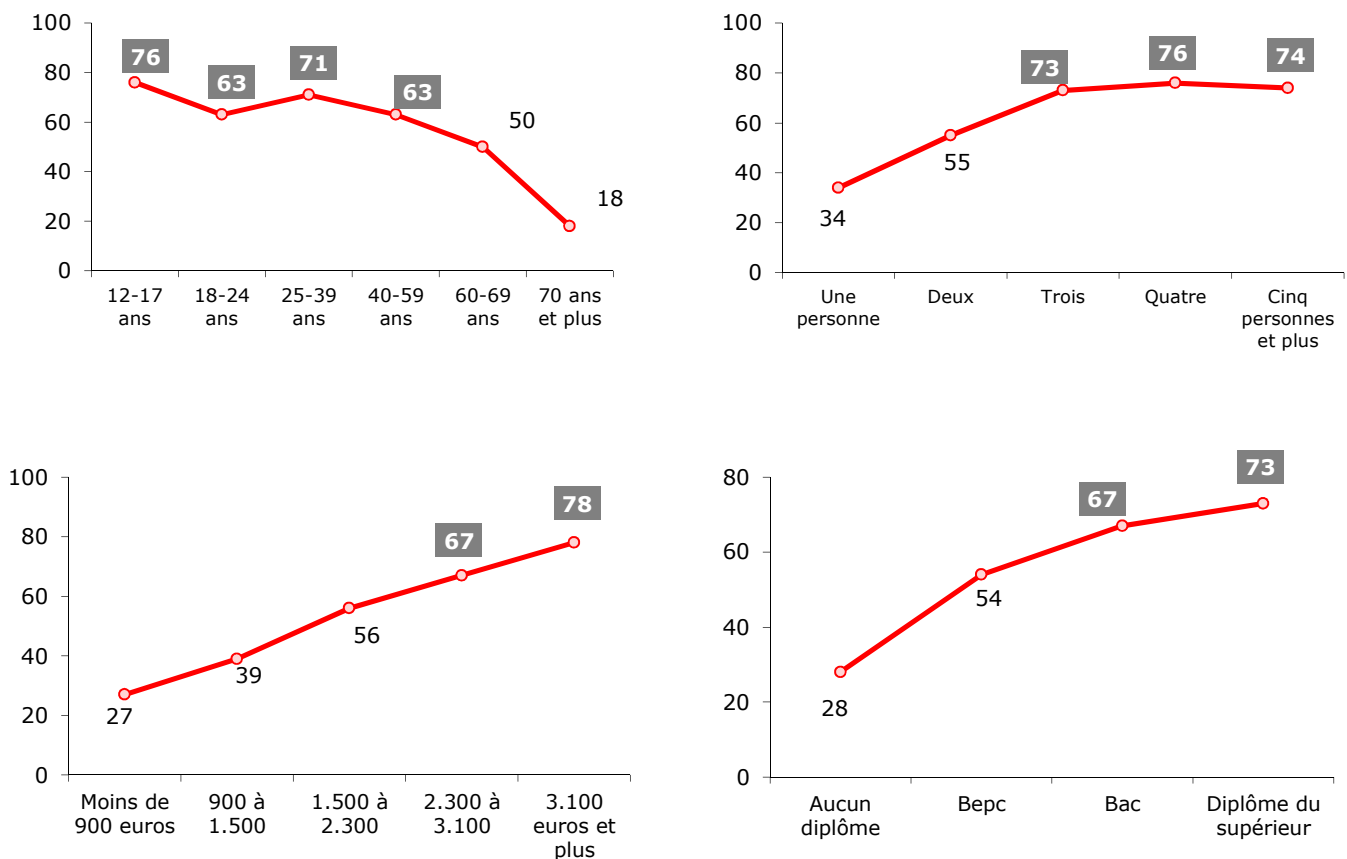 100
80
60
40
20
0
76
63
71
63
50
18
12-17
ans
18-24
ans
25-39
ans
40-59
ans
60-69
ans
70 ans
et plus
100
80
60
40
20
0
34
55
73
76
74
Une
personne
Deux
Trois
Quatre
Cinq
personnes
et plus
100
80
60
40
20
0
27
39
56
67
78
Moins de
900 euros
900 à
1.500
1.500 à
2.300
2.300 à
3.100
3.100
euros et
plus
80
60
40
20
0
28
54
67
73
Aucun
diplôme
Bepc
Bac
Diplôme du
supérieur